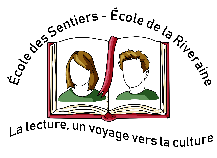 École des Sentiers - École de la Riveraine
La lecture, un voyage vers la culture